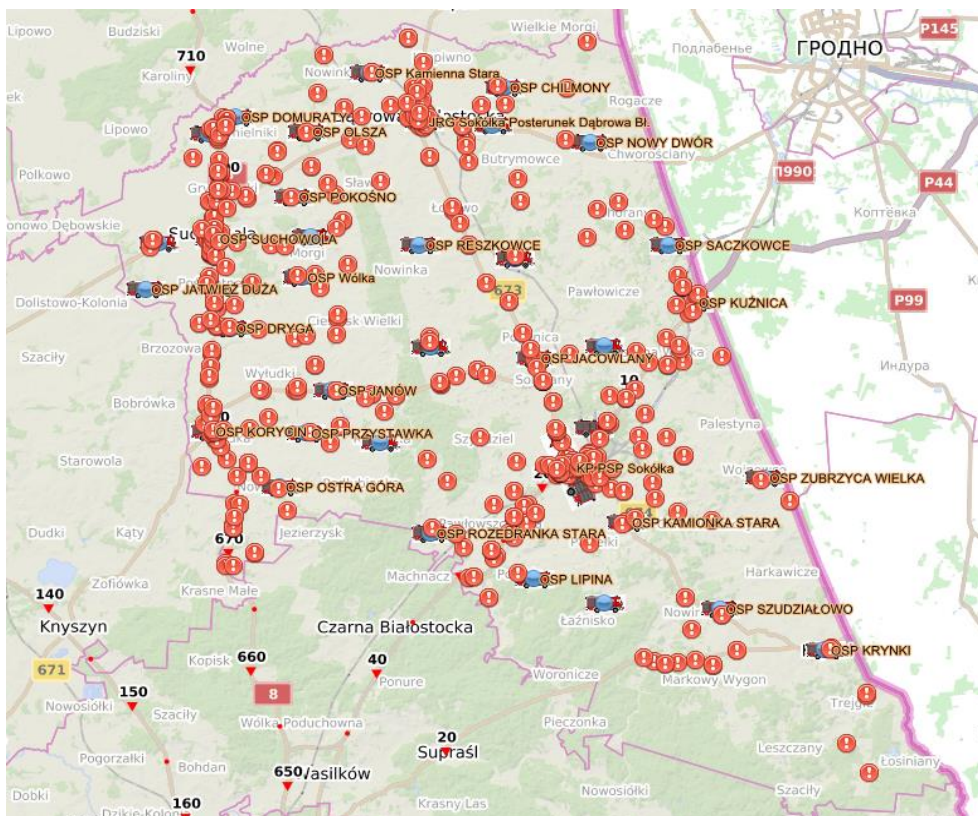 Lipowo
Budziski
Wolne
Wielkie Morgi
P145
Подлабенье
ГРОДНО
710
Karoliny
Nowinka
OSP Kamienna Stara
OSP CHILMONY
Rogacze
Lipowo
OSP DOMURATY
OSP OLSZA
JRG Sokółka Posterunek Dąbrowa Bł.
OSP NOWY DWÓR
Butrymowce
Chworościany
Polkowo
П990
P44
OSP POKOŚNO
Коптёвка
OSP SUCHOWOLA
Morgi
OSP RESZKOWCE
OSP SACZKOWCE
Nowinka
OSP Wólka
673
Pawłowicze
OSP JATWIEŹ DUŻA
Dolistowo-Kolonia
OSP KUŹNICA
P99
OSP DRYGA
Szaciły
Brzozowa
OSP JACOWLANY
Индура
Wyłudki
OSP JANÓW
10
Bobrówka
Palestyna
OSP KORYCIN
OSP PRZYSTAWKA
Starowola
KP PSP Sokółka
OSP ZUBRZYCA WIELKA
OSP OSTRA GÓRA
OSP KAMIONKA STARA
Dudki
Kąty
Jezierzysk
OSP ROZEDRANKA STARA
670
Zofiówka
Machnacz
Harkawicze
OSP LIPINA
140
Krasne Małe
Knyszyn
Łaźnisko
OSP SZUDZIAŁOWO
Czarna Białostocka
OSP KRYNKI
671
Kopisk
660
40
Ponure
Woronicze
Markowy Wygon
150
8
Nowosiółki
Szaciły
Trejgle
Wólka Poduchowna
Pieczonka
20
Supraśl
Pogorzałki
Bohdan
Leszczany
Łosiniany
650
Wasilków
Dobki
Nowosiółki
Krasny Las
160
Dzikie-Kolonia